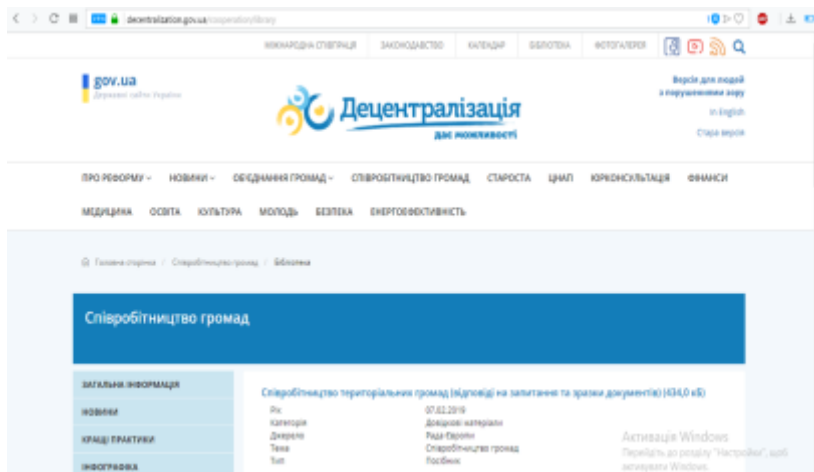 decentralization.gov.ua/cooperation/library
МІЖНАРОДНА СПІВПРАЦЯ ЗАКОНОДАВСТВО КАЛЕНДАР БІБЛІОТЕКА ФОТОГАЛЕРЕЯ
gov.ua
Державні сайти України
Версія для людей
з порушеннями зору
Децентралізація
In English
дає можливості
Стара версія
ПРО РЕФОРМУ НОВИНИ ОБ'ЄДНАННЯ ГРОМАД СПІВРОБІТНИЦТВО ГРОМАД СТАРОСТА ЦНАП ЮРКОНСУЛЬТАЦІЯ ФІНАНСИ
МЕДИЦИНА ОСВІТА КУЛЬТУРА МОЛОДЬ БЕЗПЕКА ЕНЕРГОЕФЕКТИВНІСТЬ
Головна сторінка / Співробітництво громад / Бібліотека
Співробітництво громад
ЗАГАЛЬНА ІНФОРМАЦІЯ
НОВИНИ
КРАЩІ ПРАКТИКИ
ІНФОГРАФІКА
Співробітництво територіальних громад (відповіді на запитання та зразки документів) (434,0 кБ)
Рік 07.02.2019
Категорія Довідкові матеріали
Джерело Рада Європи
Тема Співробітництво громад
Тип Посібник
Активація Windows
Перейдіть до розділу "Настройки", щоб
активувати Windows.